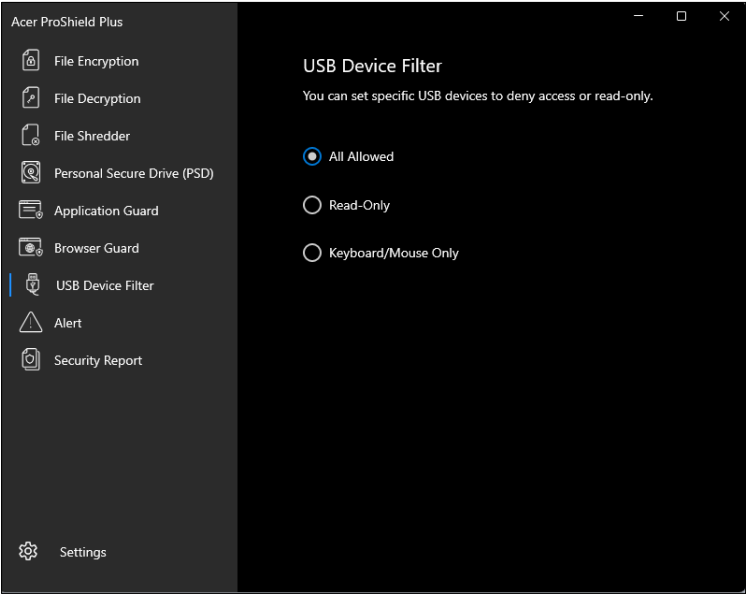 Acer ProShield Plus
File Encryption
File Decryption
File Shredder
Personal Secure Drive (PSD)
Application Guard
Browser Guard
USB Device Filter
Alert
Security Report
Settings
USB Device Filter
You can set specific USB devices to deny access or read-only.
All Allowed
Read-Only
Keyboard/Mouse Only